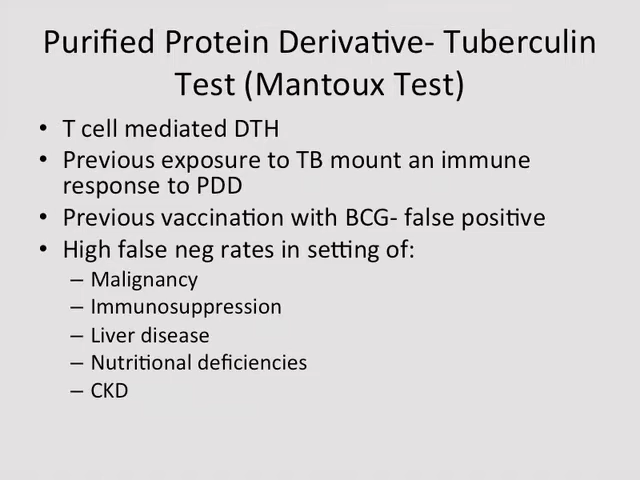 Purified Protein Derivative- Tuberculin
Test (Mantoux Test)
• T cell mediated DTH
• Previous exposure to TB mount an immune
response to PDD
• Previous vaccination with BCG- false positive
• High false neg rates in setting of:
– Malignancy
– Immunosuppression
– Liver disease
– Nutritional deficiencies
– CKD